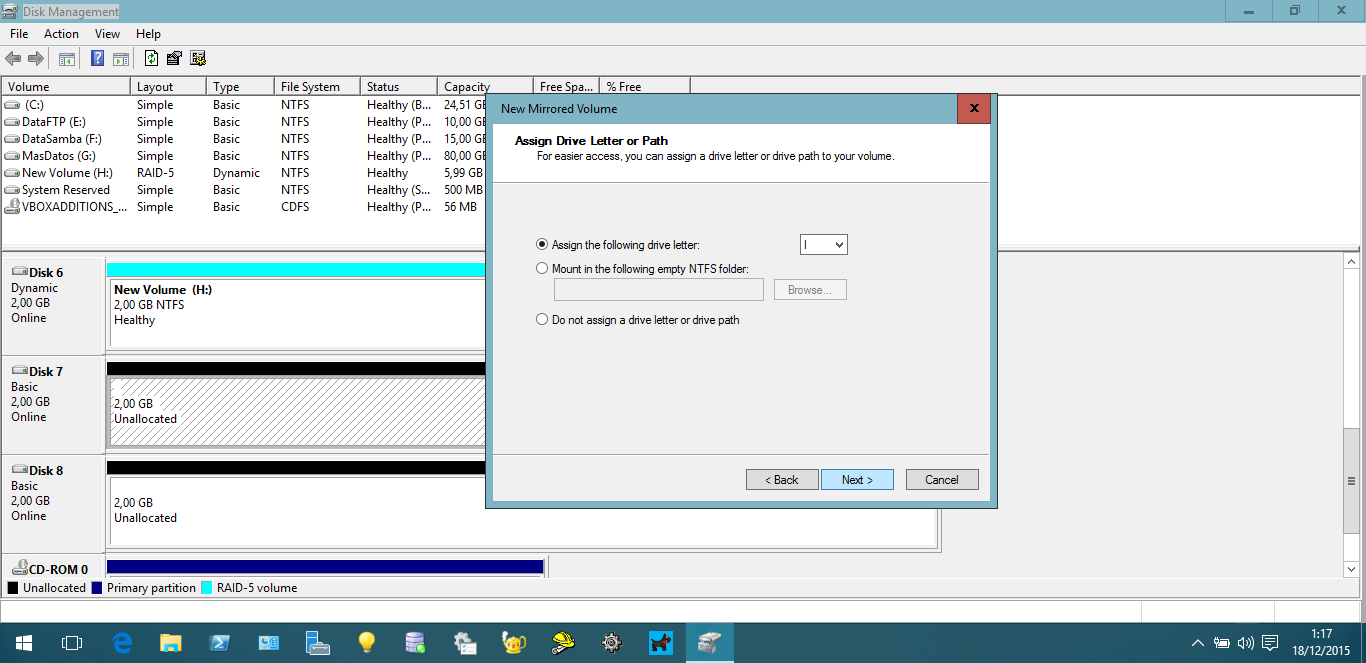 Disk Management
File Action View Help
Volume Layout Type File System Status Capacity Free Spa... % Free
(C:) Simple Basic NTFS Healthy (B... 24,51 GB
DataFTP (E:) Simple Basic NTFS Healthy (P... 10,00 GB
DataSamba (F:) Simple Basic NTFS Healthy (P... 15,00 GB
MasDatos (G:) Simple Basic NTFS Healthy (P... 80,00 GB
New Volume (H:) RAID-5 Dynamic NTFS Healthy 5,99 GB
System Reserved Simple Basic NTFS Healthy (S... 500 MB
VBOXADDITIONS_... Simple Basic CDFS Healthy (P... 56 MB
New Mirrored Volume
Assign Drive Letter or Path
For easier access, you can assign a drive letter or drive path to your volume.
Assign the following drive letter: I
Mount in the following empty NTFS folder:
Browse...
Do not assign a drive letter or drive path
< Back Next > Cancel
Disk 6
Dynamic
2,00 GB
Online
New Volume (H:)
2,00 GB NTFS
Healthy
Disk 7
Basic
2,00 GB
Online
2,00 GB
Unallocated
Disk 8
Basic
2,00 GB
Online
2,00 GB
Unallocated
CD-ROM 0
Unallocated Primary partition RAID-5 volume
1:17
18/12/2015